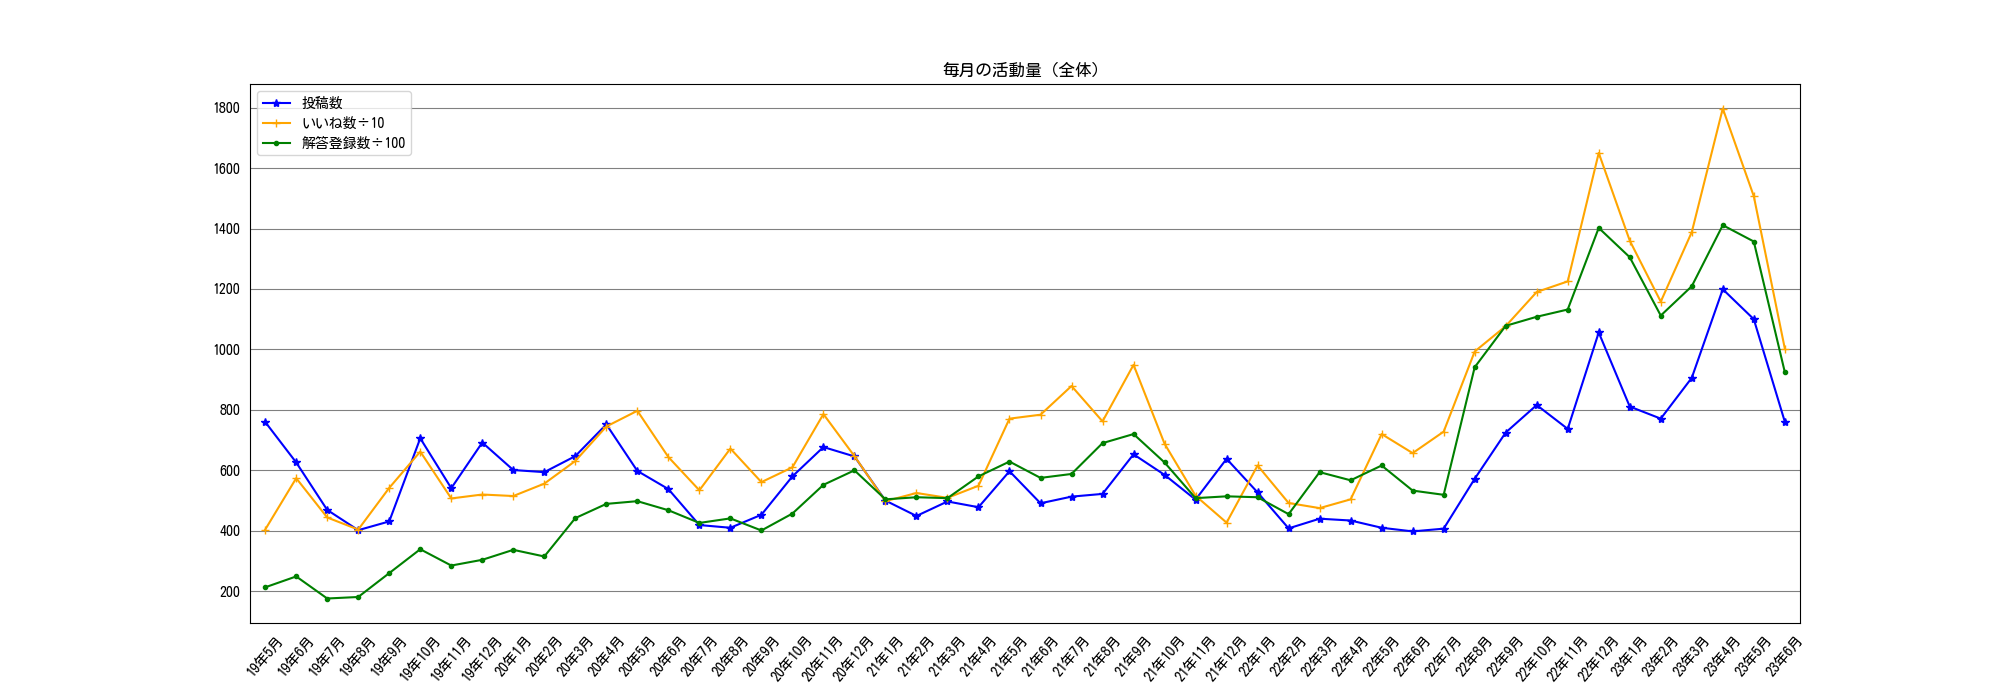 毎月の活動量（全体）
投稿数
いいね数÷10
解答登録数÷100
1800
1600
1400
1200
1000
800
600
400
200
19年5月
19年6月
19年7月
19年8月
19年9月
19年10月
19年11月
19年12月
20年1月
20年2月
20年3月
20年4月
20年5月
20年6月
20年7月
20年8月
20年9月
20年10月
20年11月
20年12月
21年1月
21年2月
21年3月
21年4月
21年5月
21年6月
21年7月
21年8月
21年9月
21年10月
21年11月
21年12月
22年1月
22年2月
22年3月
22年4月
22年5月
22年6月
22年7月
22年8月
22年9月
22年10月
22年11月
22年12月
23年1月
23年2月
23年3月
23年4月
23年5月
23年6月